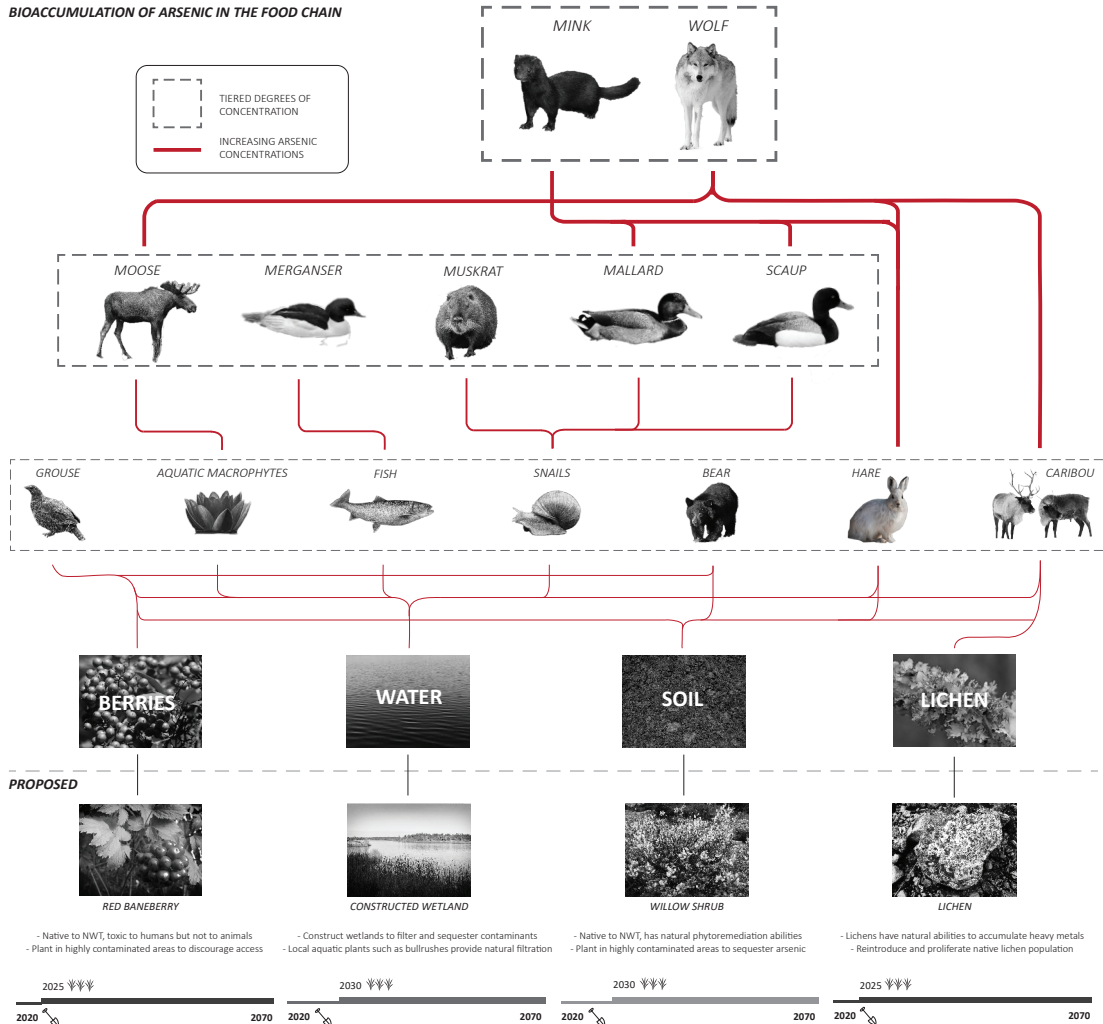 BIOACCUMULATION OF ARSENIC IN THE FOOD CHAIN
MINK
WOLF
TIERED DEGREES OF
CONCENTRATION
INCREASING ARSENIC
CONCENTRATIONS
MOOSE
MERGANSER
MUSKRAT
MALLARD
SCAUP
GROUSE
AQUATIC MACROPHYTES
FISH
SNAILS
BEAR
HARE
CARIBOU
BERRIES
WATER
SOIL
LICHEN
PROPOSED
RED BANEBERRY
CONSTRUCTED WETLAND
WILLOW SHRUB
LICHEN
- Native to NWT, toxic to humans but not to animals
- Plant in highly contaminated areas to discourage access
- Construct wetlands to filter and sequester contaminants
- Local aquatic plants such as bullrushes provide natural filtration
- Native to NWT, has natural phytoremediation abilities
- Plant in highly contaminated areas to sequester arsenic
- Lichens have natural abilities to accumulate heavy metals
- Reintroduce and proliferate native lichen population
2025
2020
2070
2030
2020
2070
2030
2020
2070
2025
2020
2070